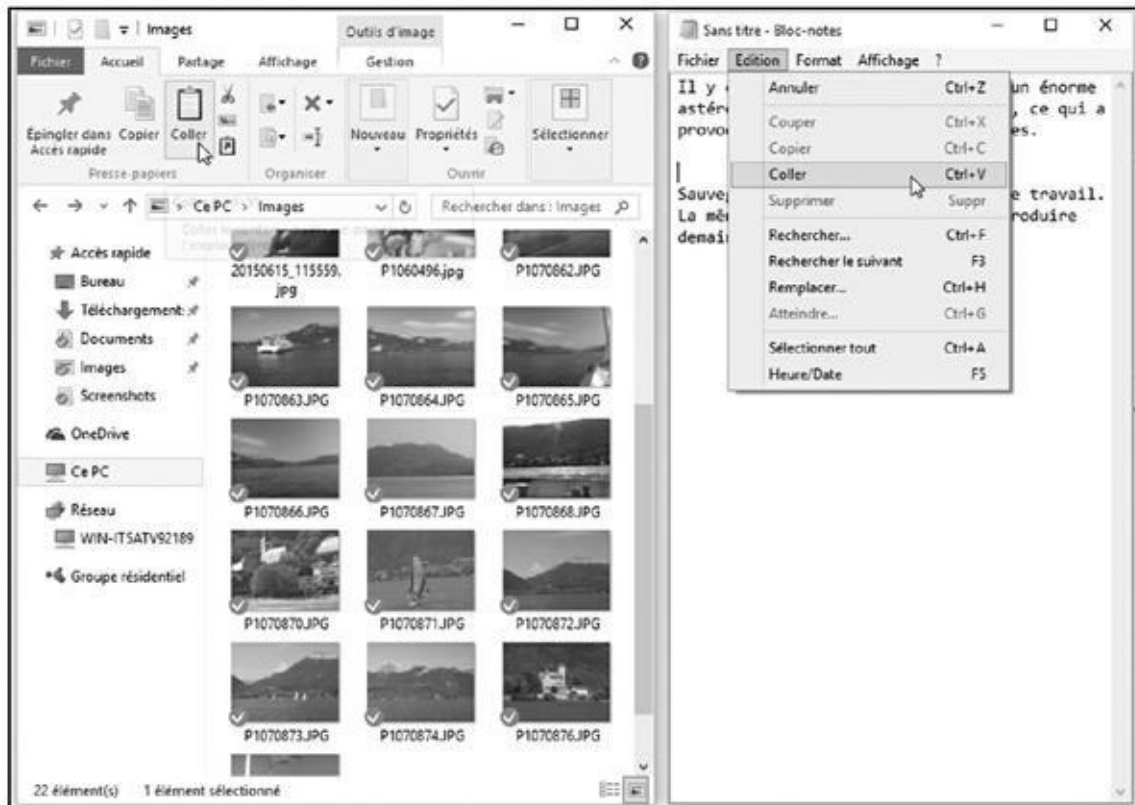 Images
Outils d'image
Fichier Accueil Partage Affichage Gestion
Épingler dans Accès rapide
Copier
Coller
Nouveau
Propriétés
Sélectionner
Presse-papiers
Organiser
Ouvrir
Ce PC > Images
Rechercher dans : Images
Accès rapide
Bureau
Téléchargement:
Documents
Images
Screenshots
OneDrive
Ce PC
Réseau
WIN-ITSATV92189
Groupe résidentiel
20150615_115559.jpg
P1060496.jpg
P1070862.JPG
P1070863.JPG
P1070864.JPG
P1070865.JPG
P1070866.JPG
P1070867.JPG
P1070868.JPG
P1070870.JPG
P1070871.JPG
P1070872.JPG
P1070873.JPG
P1070874.JPG
P1070876.JPG
22 élément(s) 1 élément sélectionné
Sans titre - Bloc-notes
Fichier Edition Format Affichage ?
Il y
un énorme
, ce qui a
Annuler Ctrl+Z
Couper Ctrl+X
Copier Ctrl+C
Coller Ctrl+V
Supprimer Suppr
Rechercher... Ctrl+F
Rechercher le suivant F3
Remplacer... Ctrl+H
Atteindre... Ctrl+G
Sélectionner tout Ctrl+A
Heure/Date F5
e travail.
La mê
demai